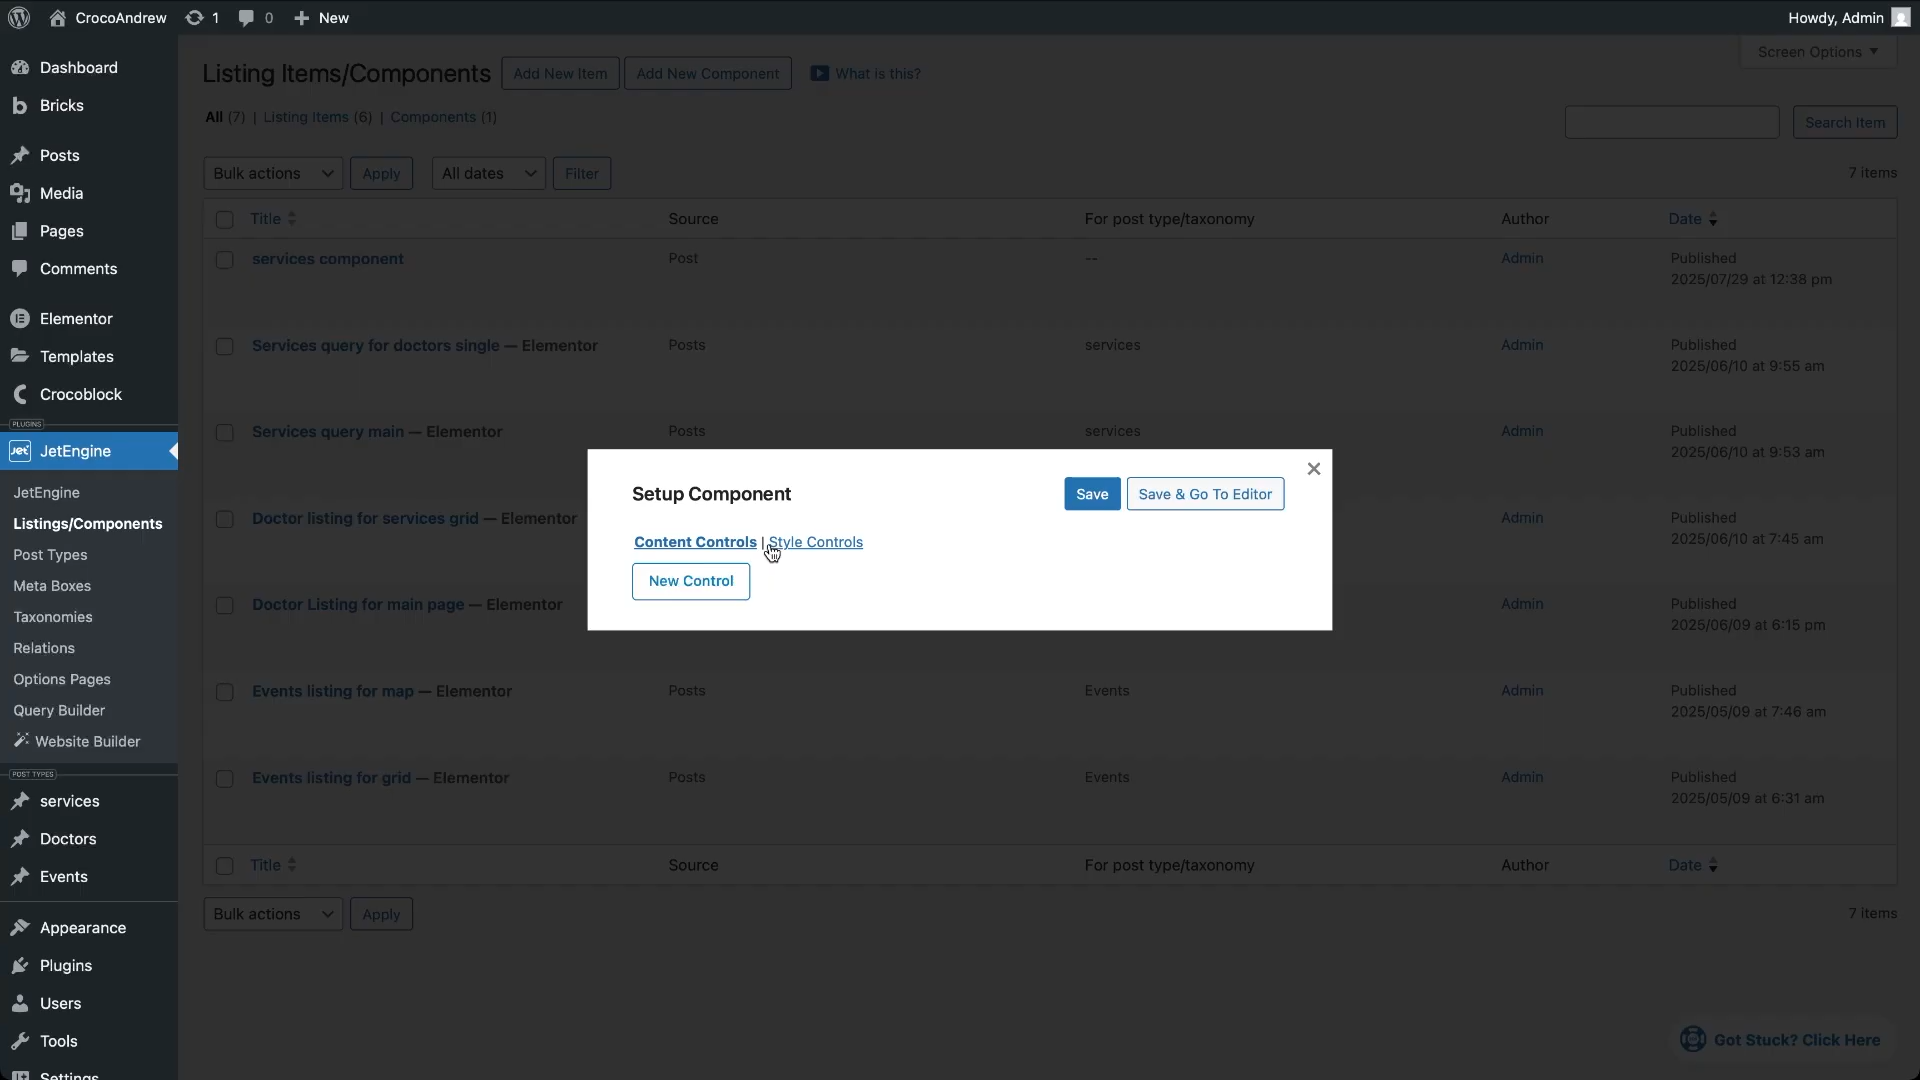 CrocoAndrew 1 0 New Howdy, Admin
Screen Options
Dashboard
Bricks
Posts
Media
Pages
Comments
Elementor
Templates
Crocoblock
PLUGINS
Jet JetEngine
JetEngine
Listings/Components
Post Types
Meta Boxes
Taxonomies
Relations
Options Pages
Query Builder
Website Builder
POST TYPES
services
Doctors
Events
Appearance
Plugins
Users
Tools
Settings
Listing Items/Components Add New Item Add New Component What is this?
All (7) | Listing Items (6) | Components (1)
Search Item
Bulk actions Apply All dates Filter 7 items
Title Source For post type/taxonomy Author Date
services component Post -- Admin Published
2025/07/29 at 12:38 pm
Services query for doctors single — Elementor Posts services Admin Published
2025/06/10 at 9:55 am
Services query main — Elementor Posts services Admin Published
2025/06/10 at 9:53 am
Doctor listing for services grid — Elementor Admin Published
2025/06/10 at 7:45 am
Doctor Listing for main page — Elementor Admin Published
2025/06/09 at 6:15 pm
Events listing for map — Elementor Posts Events Admin Published
2025/05/09 at 7:46 am
Events listing for grid — Elementor Posts Events Admin Published
2025/05/09 at 6:31 am
Title Source For post type/taxonomy Author Date
Bulk actions Apply 7 items
Setup Component Save Save & Go To Editor
Content Controls | Style Controls
New Control
Got Stuck? Click Here